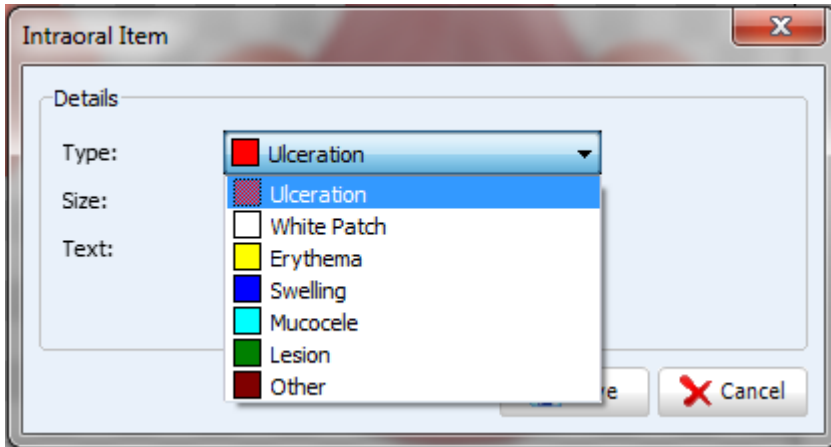 Intraoral Item
Details
Type:
Ulceration
Size:
Ulceration
White Patch
Text:
Erythema
Swelling
Mucocele
Lesion
Other
Cancel